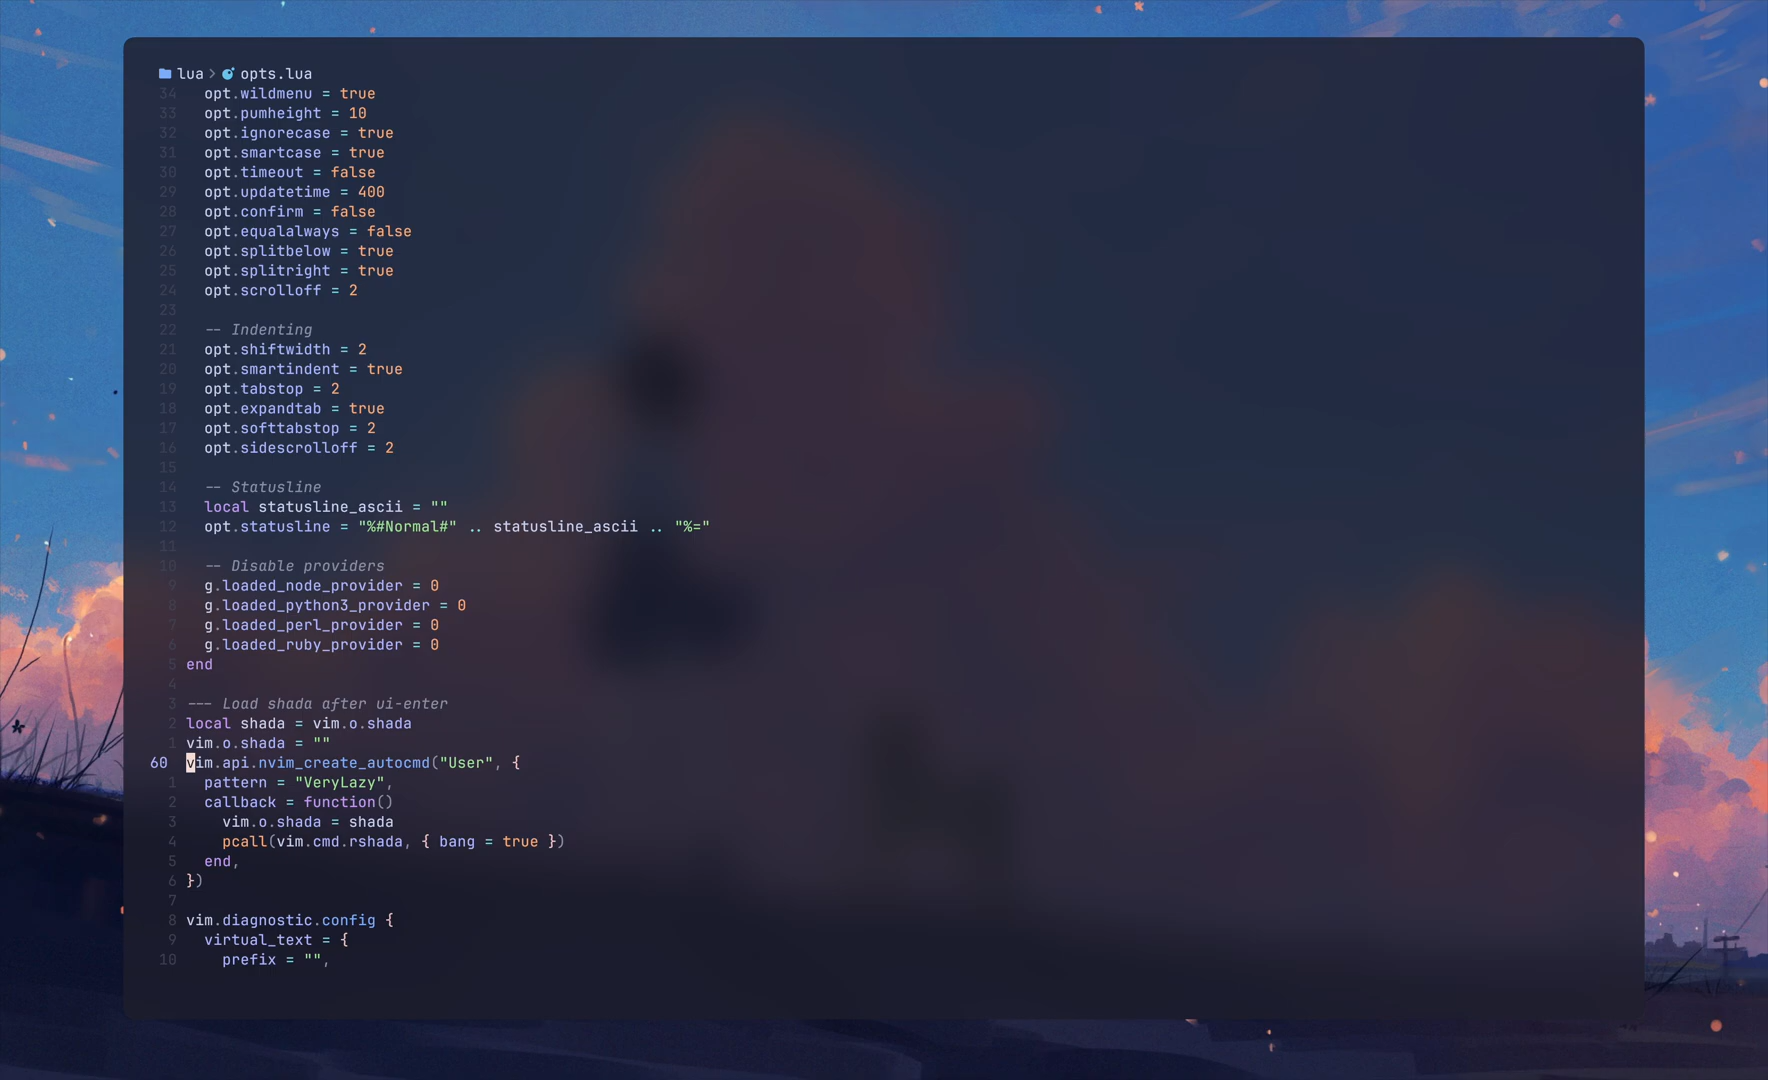 lua > opts.lua
34 opt.wildmenu = true
33 opt.pumheight = 10
32 opt.ignorecase = true
31 opt.smartcase = true
30 opt.timeout = false
29 opt.updatetime = 400
28 opt.confirm = false
27 opt.equalalways = false
26 opt.splitbelow = true
25 opt.splitright = true
24 opt.scrolloff = 2
23
22 -- Indenting
21 opt.shiftwidth = 2
20 opt.smartindent = true
19 opt.tabstop = 2
18 opt.expandtab = true
17 opt.softtabstop = 2
16 opt.sidescrolloff = 2
15
14 -- Statusline
13 local statusline_ascii = ""
12 opt.statusline = "%#Normal#" .. statusline_ascii .. "%="
11
10 -- Disable providers
9 g.loaded_node_provider = 0
8 g.loaded_python3_provider = 0
7 g.loaded_perl_provider = 0
6 g.loaded_ruby_provider = 0
5 end
4
3 --- Load shada after ui-enter
2 local shada = vim.o.shada
1 vim.o.shada = ""
60 vim.api.nvim_create_autocmd("User", {
1 pattern = "VeryLazy",
2 callback = function()
3 vim.o.shada = shada
4 pcall(vim.cmd.rshada, { bang = true })
5 end,
6 })
7
8 vim.diagnostic.config {
9 virtual_text = {
10 prefix = "",